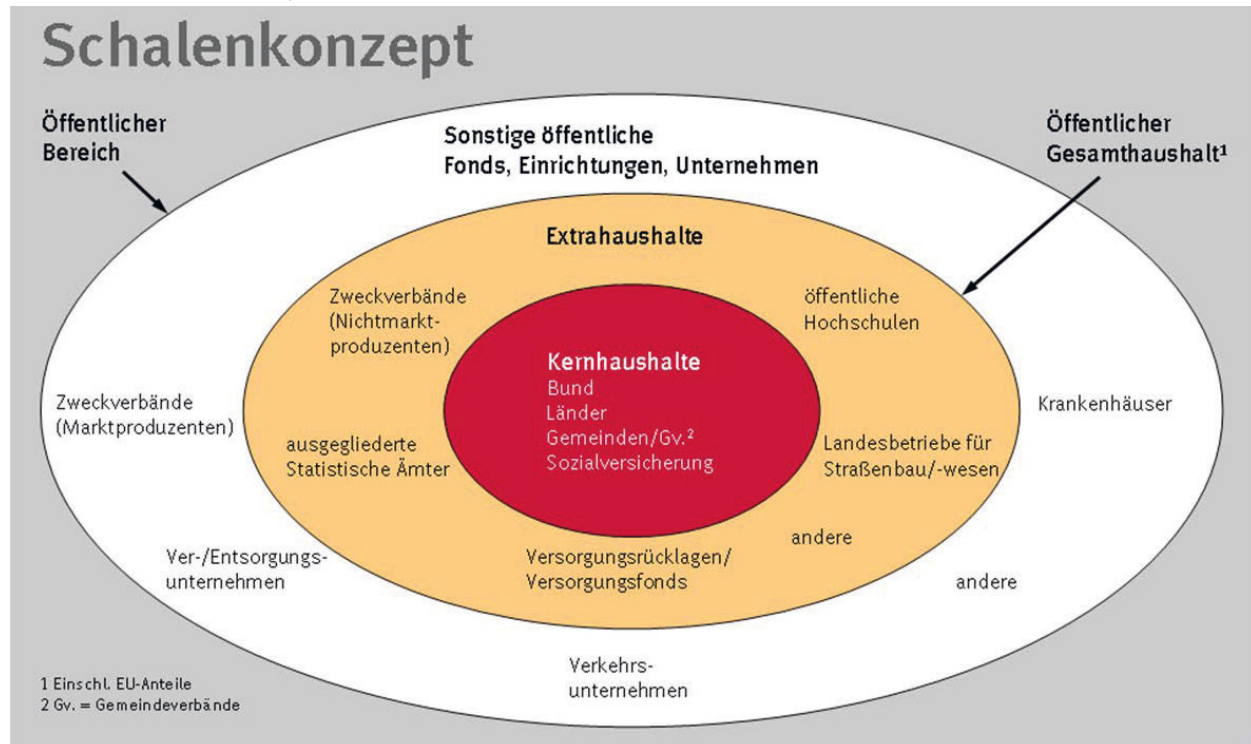 Schalenkonzept
Öffentlicher
Bereich
Sonstige öffentliche
Fonds, Einrichtungen, Unternehmen
Öffentlicher
Gesamthaushalt¹
Extrahaushalte
Zweckverbände
(Nichtmarkt-
produzenten)
öffentliche
Hochschulen
Kernhaushalte
Bund
Länder
Gemeinden/Gv.²
Sozialversicherung
Zweckverbände
(Marktproduzenten)
Krankenhäuser
ausgegliederte
Statistische Ämter
Landesbetriebe für
Straßenbau/-wesen
Ver-/Entsorgungs-
unternehmen
Versorgungsrücklagen/
Versorgungsfonds
andere
andere
Verkehrs-
unternehmen
1 Einschl. EU-Anteile
2 Gv. = Gemeindeverbände